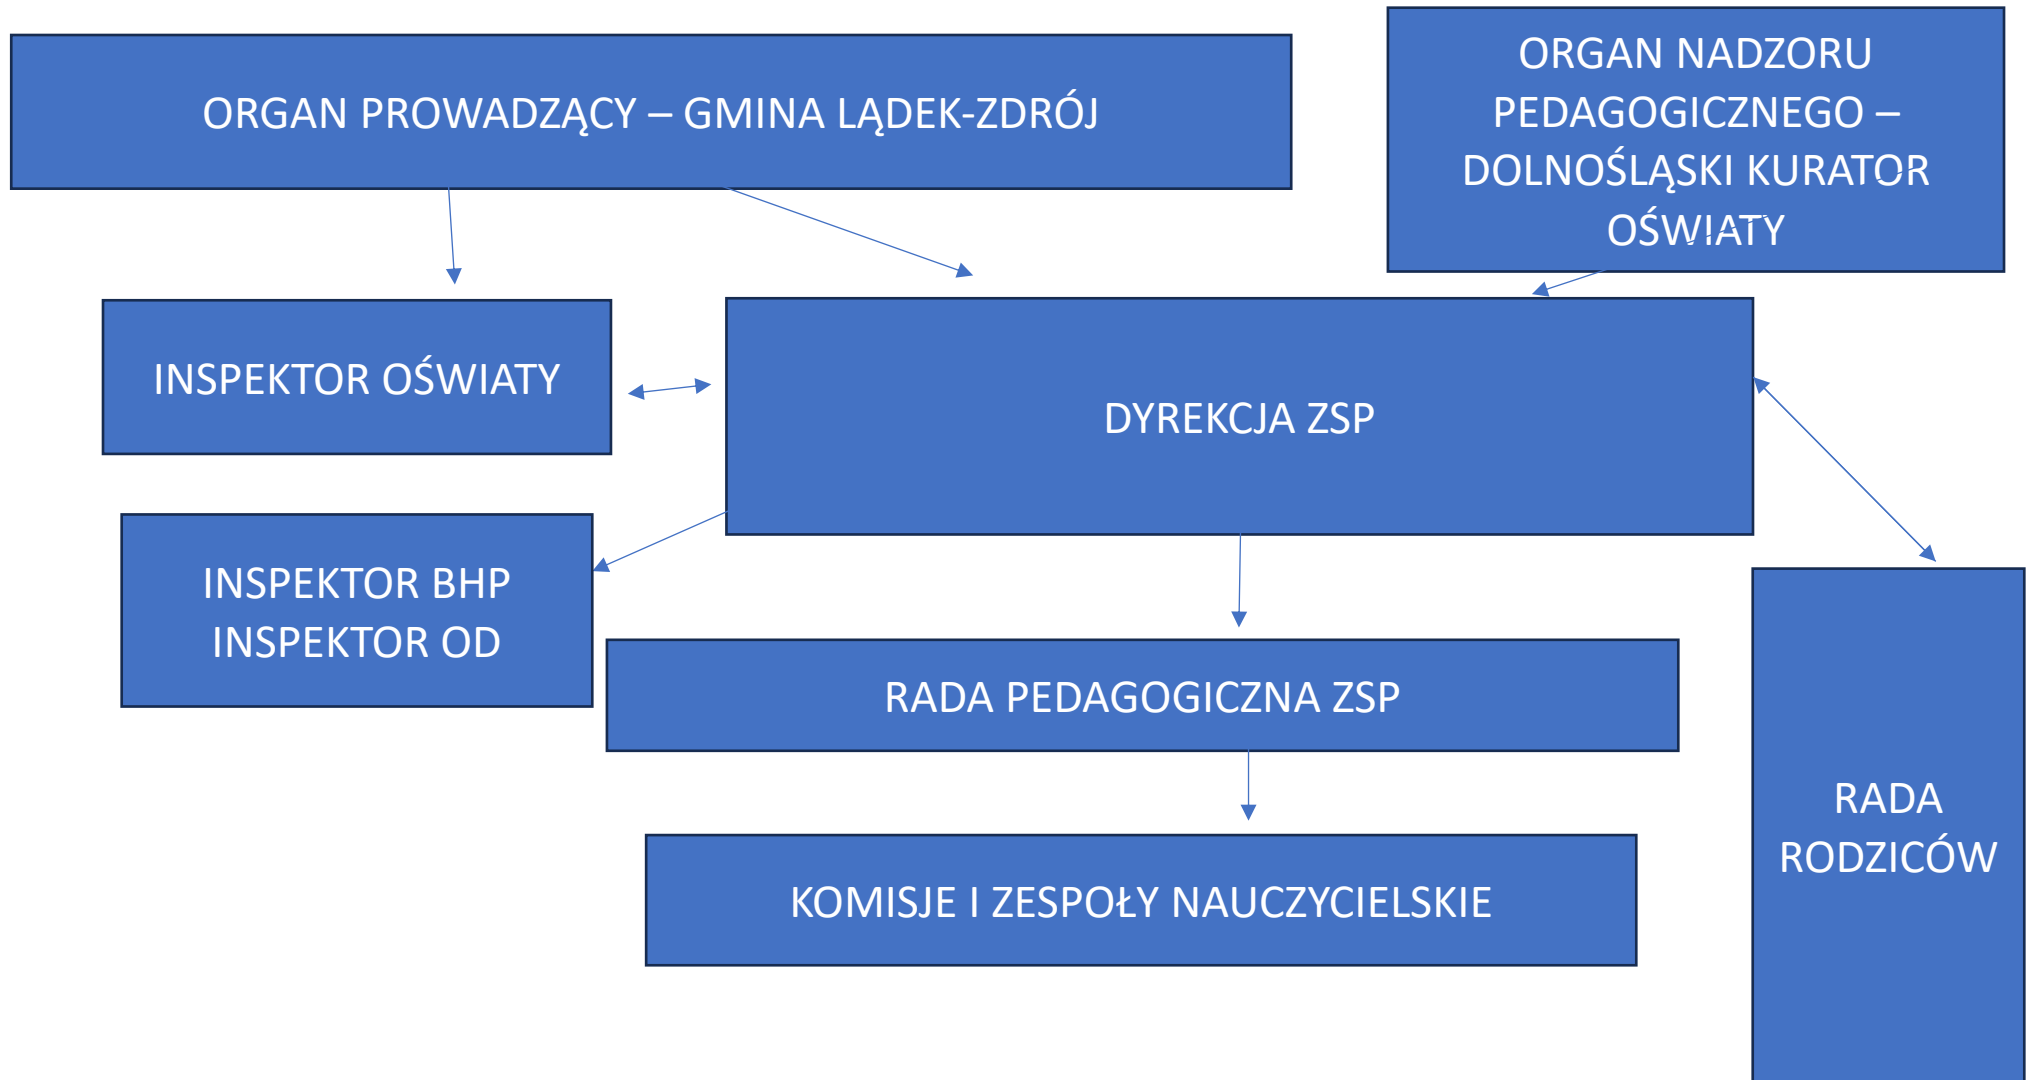 ORGAN PROWADZĄCY – GMINA LĄDEK-ZDRÓJ
ORGAN NADZORU
PEDAGOGICZNEGO –
DOLNOŚLĄSKI KURATOR
OŚWIATY
INSPEKTOR OŚWIATY
DYREKCJA ZSP
INSPEKTOR BHP
INSPEKTOR OD
RADA PEDAGOGICZNA ZSP
RADA
RODZICÓW
KOMISJE I ZESPOŁY NAUCZYCIELSKIE